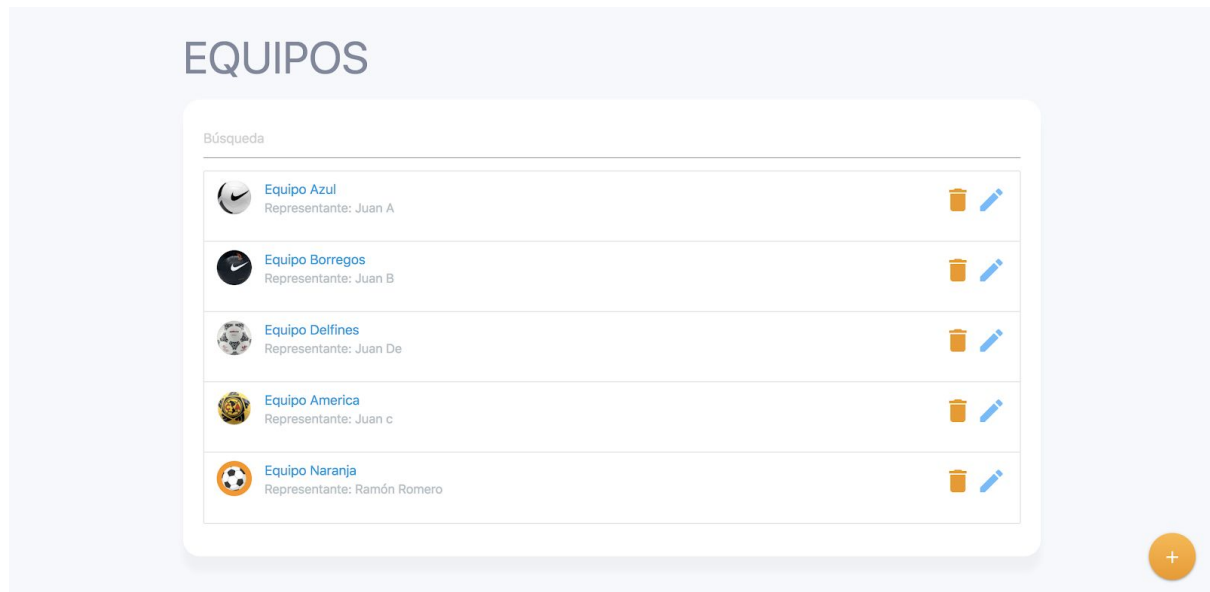 EQUIPOS
Búsqueda
Equipo Azul
Representante: Juan A
Equipo Borregos
Representante: Juan B
Equipo Delfines
Representante: Juan De
Equipo America
Representante: Juan c
Equipo Naranja
Representante: Ramón Romero
+